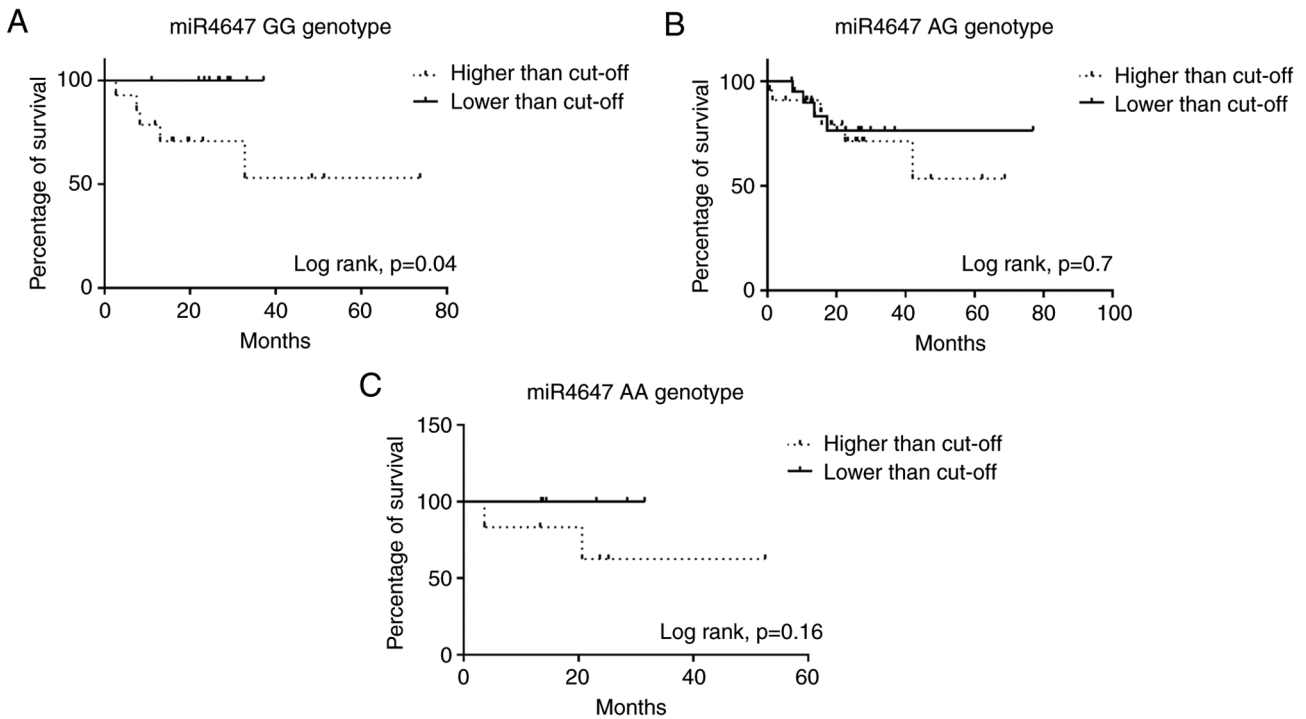 A
miR4647 GG genotype
Percentage of survival
100
50
0
0 20 40 60 80
Months
Higher than cut-off
Lower than cut-off
Log rank, p=0.04
B
miR4647 AG genotype
Percentage of survival
100
50
0
0 20 40 60 80 100
Months
Higher than cut-off
Lower than cut-off
Log rank, p=0.7
C
miR4647 AA genotype
Percentage of survival
150
100
50
0
0 20 40 60
Months
Higher than cut-off
Lower than cut-off
Log rank, p=0.16